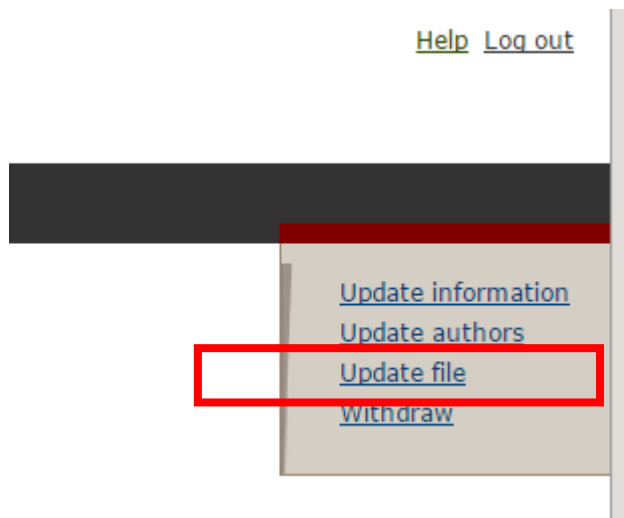 Help Log out
Update information
Update authors
Update file
Withdraw